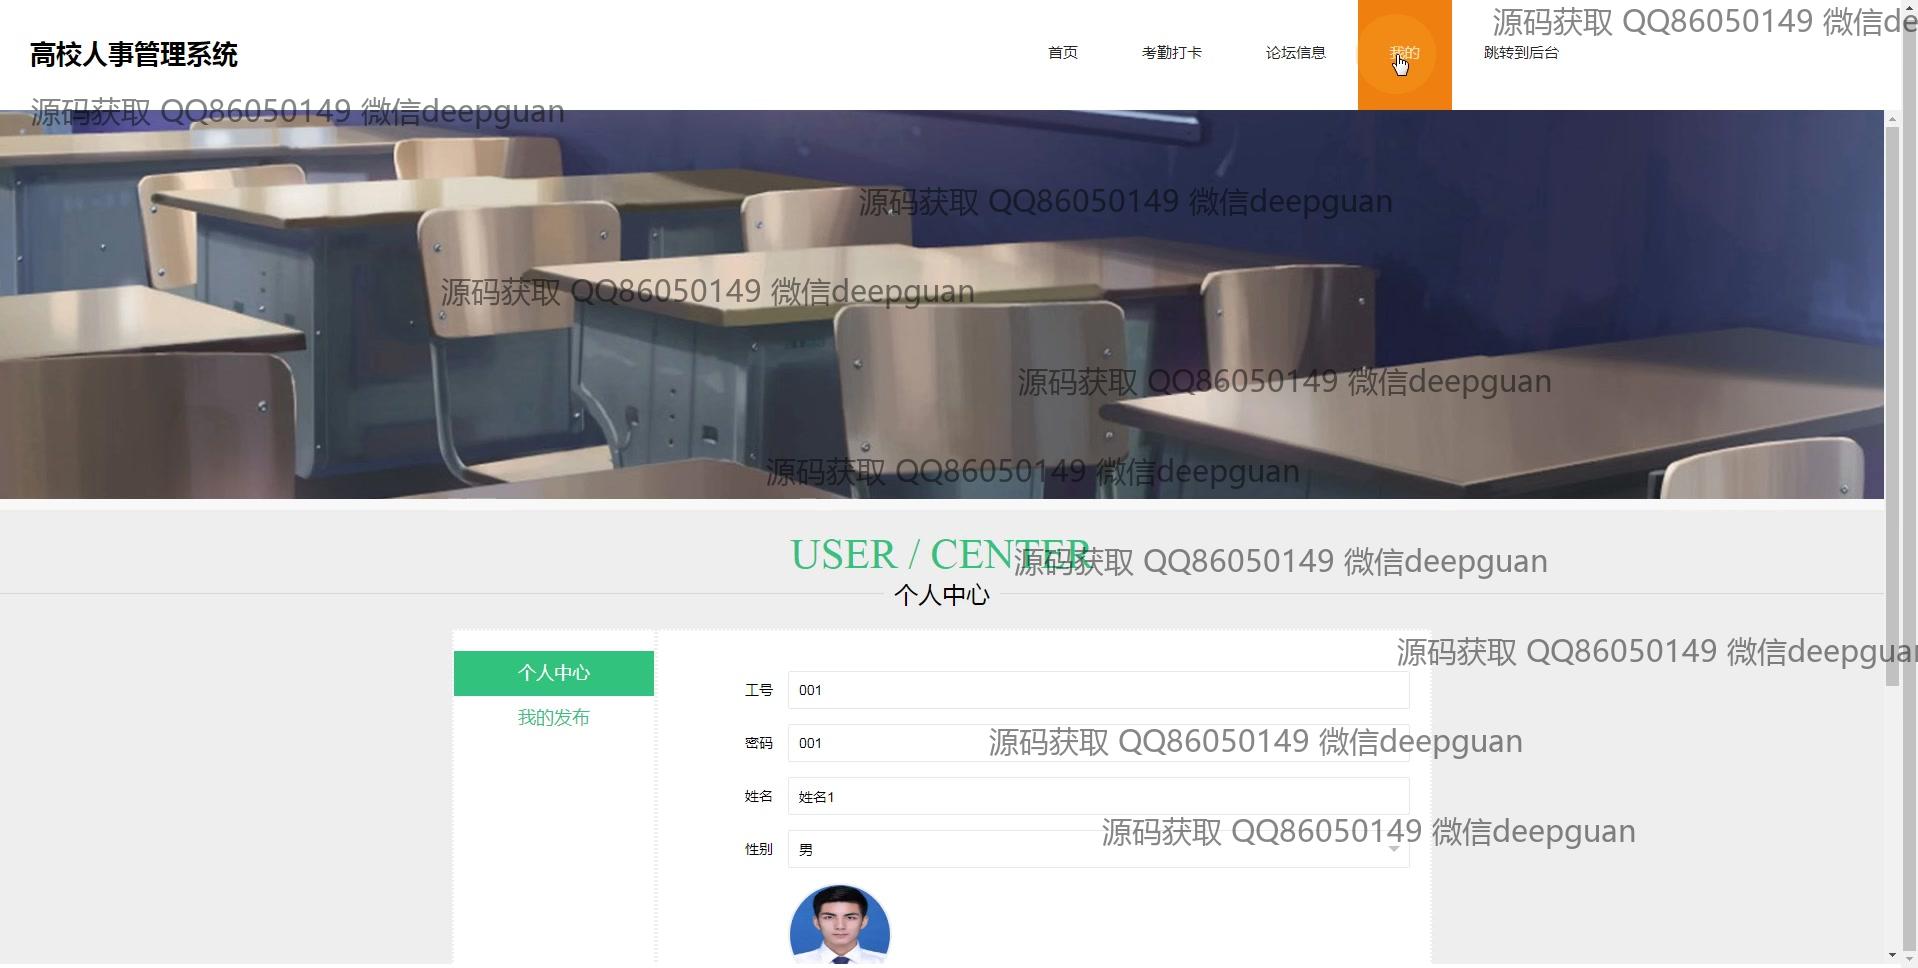 源码获取 QQ86050149 微信de
高校人事管理系统
首页
考勤打卡
论坛信息
我的
跳转到后台
源码获取 QQ86050149 微信deepguan
源码获取 QQ86050149 微信deepguan
源码获取 QQ86050149 微信deepguan
源码获取 QQ86050149 微信deepguan
源码获取 QQ86050149 微信deepguan
USER / CENTER
源码获取 QQ86050149 微信deepguan
个人中心
源码获取 QQ86050149 微信deepguan
个人中心
我的发布
工号 001
密码 001
源码获取 QQ86050149 微信deepguan
姓名 姓名1
源码获取 QQ86050149 微信deepguan
性别 男